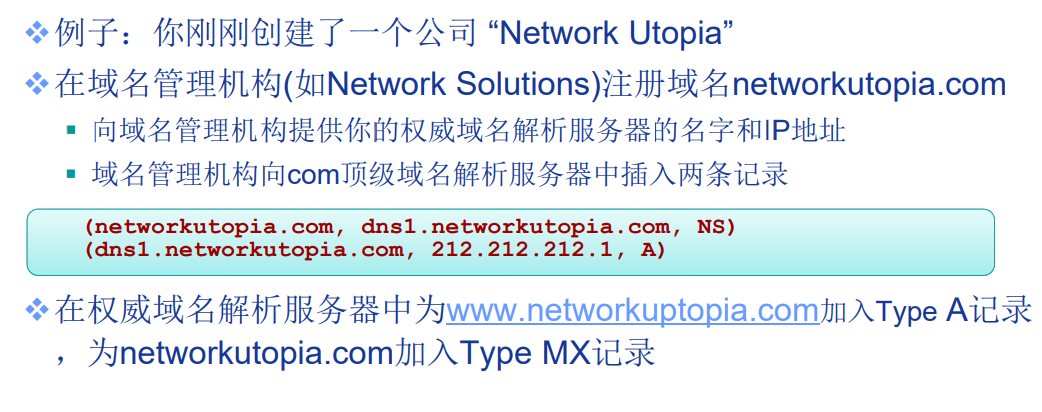 ❖例子：你刚刚创建了一个公司 “Network Utopia”
❖在域名管理机构(如Network Solutions)注册域名networkutopia.com
▪ 向域名管理机构提供你的权威域名解析服务器的名字和IP地址
▪ 域名管理机构向com顶级域名解析服务器中插入两条记录
(networkutopia.com, dns1.networkutopia.com, NS)
(dns1.networkutopia.com, 212.212.212.1, A)
❖在权威域名解析服务器中为www.networkuptopia.com加入Type A记录
，为networkutopia.com加入Type MX记录